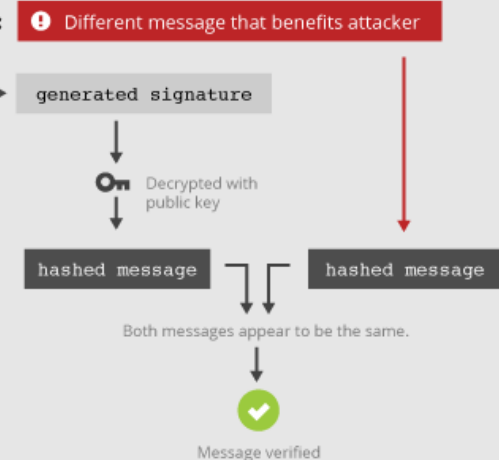 : Different message that benefits attacker
generated signature
Decrypted with
public key
hashed message
hashed message
Both messages appear to be the same.
Message verified